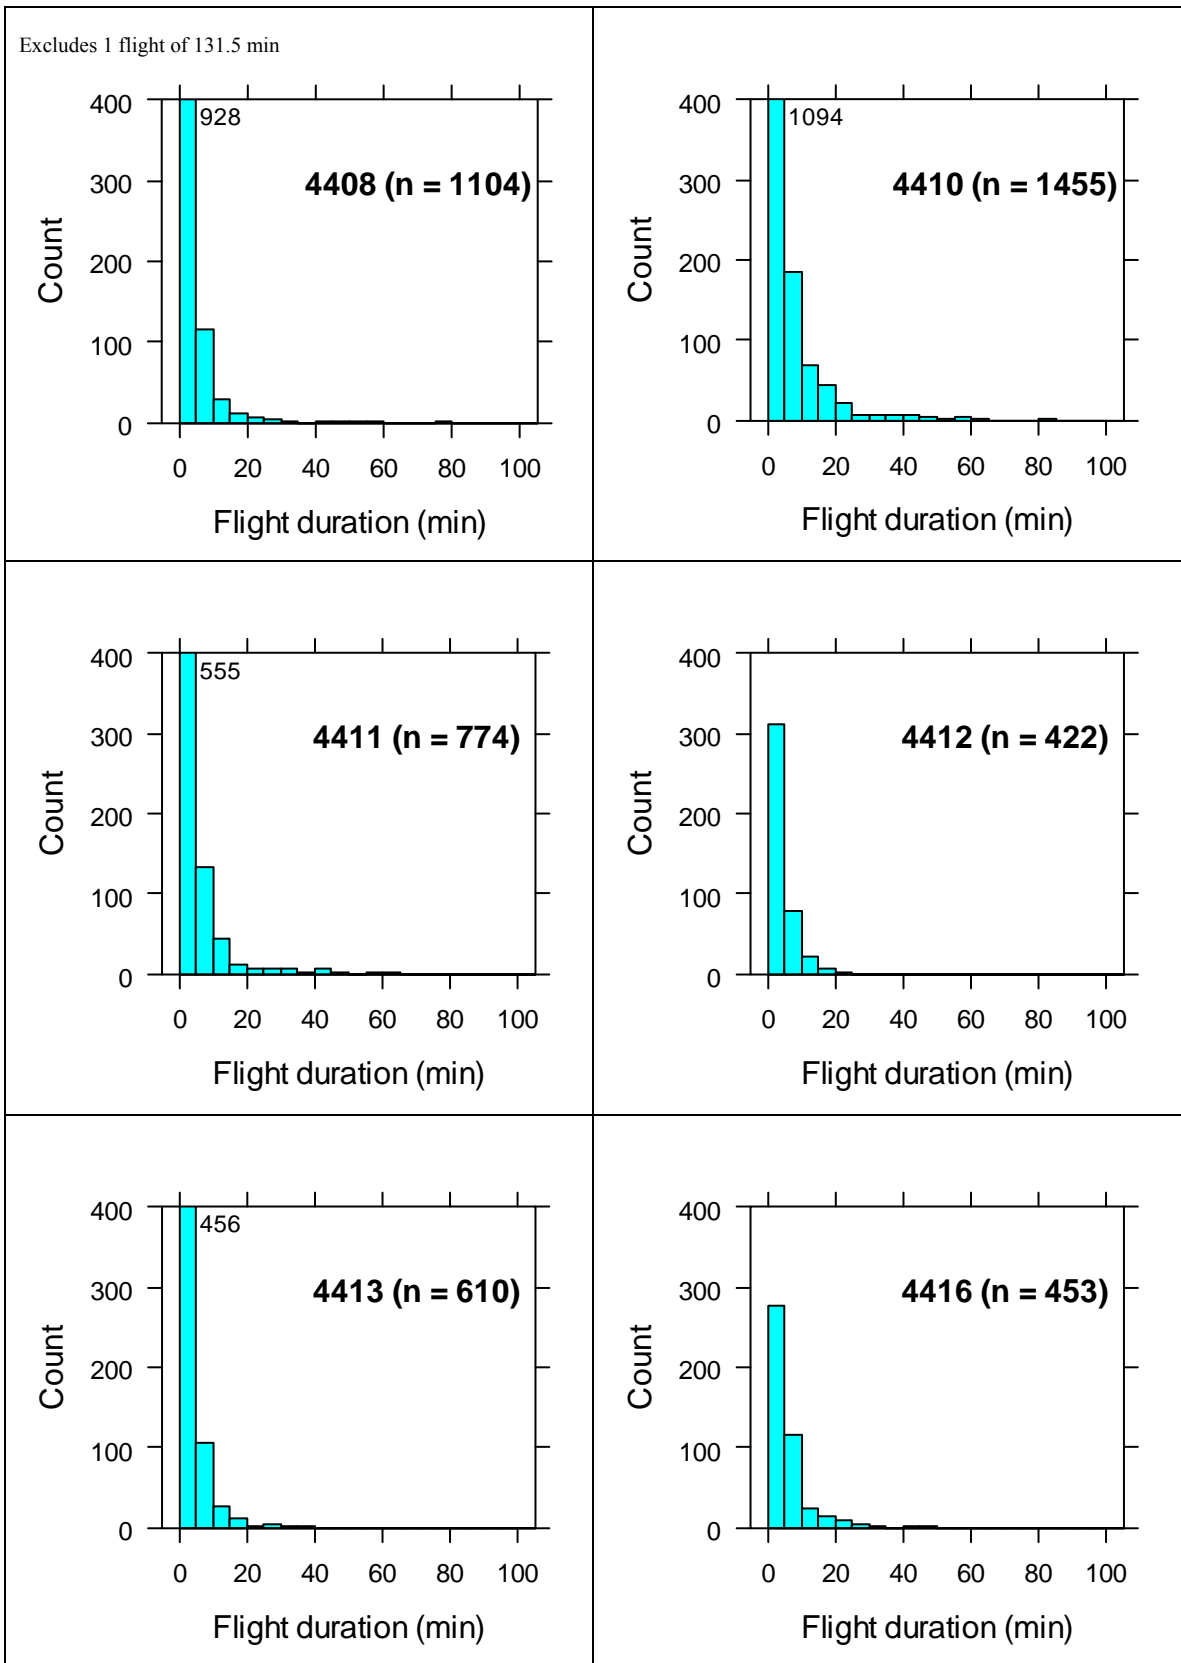 Excludes 1 flight of 131.5 min
400
928
300
4408 (n = 1104)
200
100
0
Count
0 20 40 60 80 100
Flight duration (min)
400
1094
300
4410 (n = 1455)
200
100
0
Count
0 20 40 60 80 100
Flight duration (min)
400
555
300
4411 (n = 774)
200
100
0
Count
0 20 40 60 80 100
Flight duration (min)
400
300
4412 (n = 422)
200
100
0
Count
0 20 40 60 80 100
Flight duration (min)
400
456
300
4413 (n = 610)
200
100
0
Count
0 20 40 60 80 100
Flight duration (min)
400
300
4416 (n = 453)
200
100
0
Count
0 20 40 60 80 100
Flight duration (min)